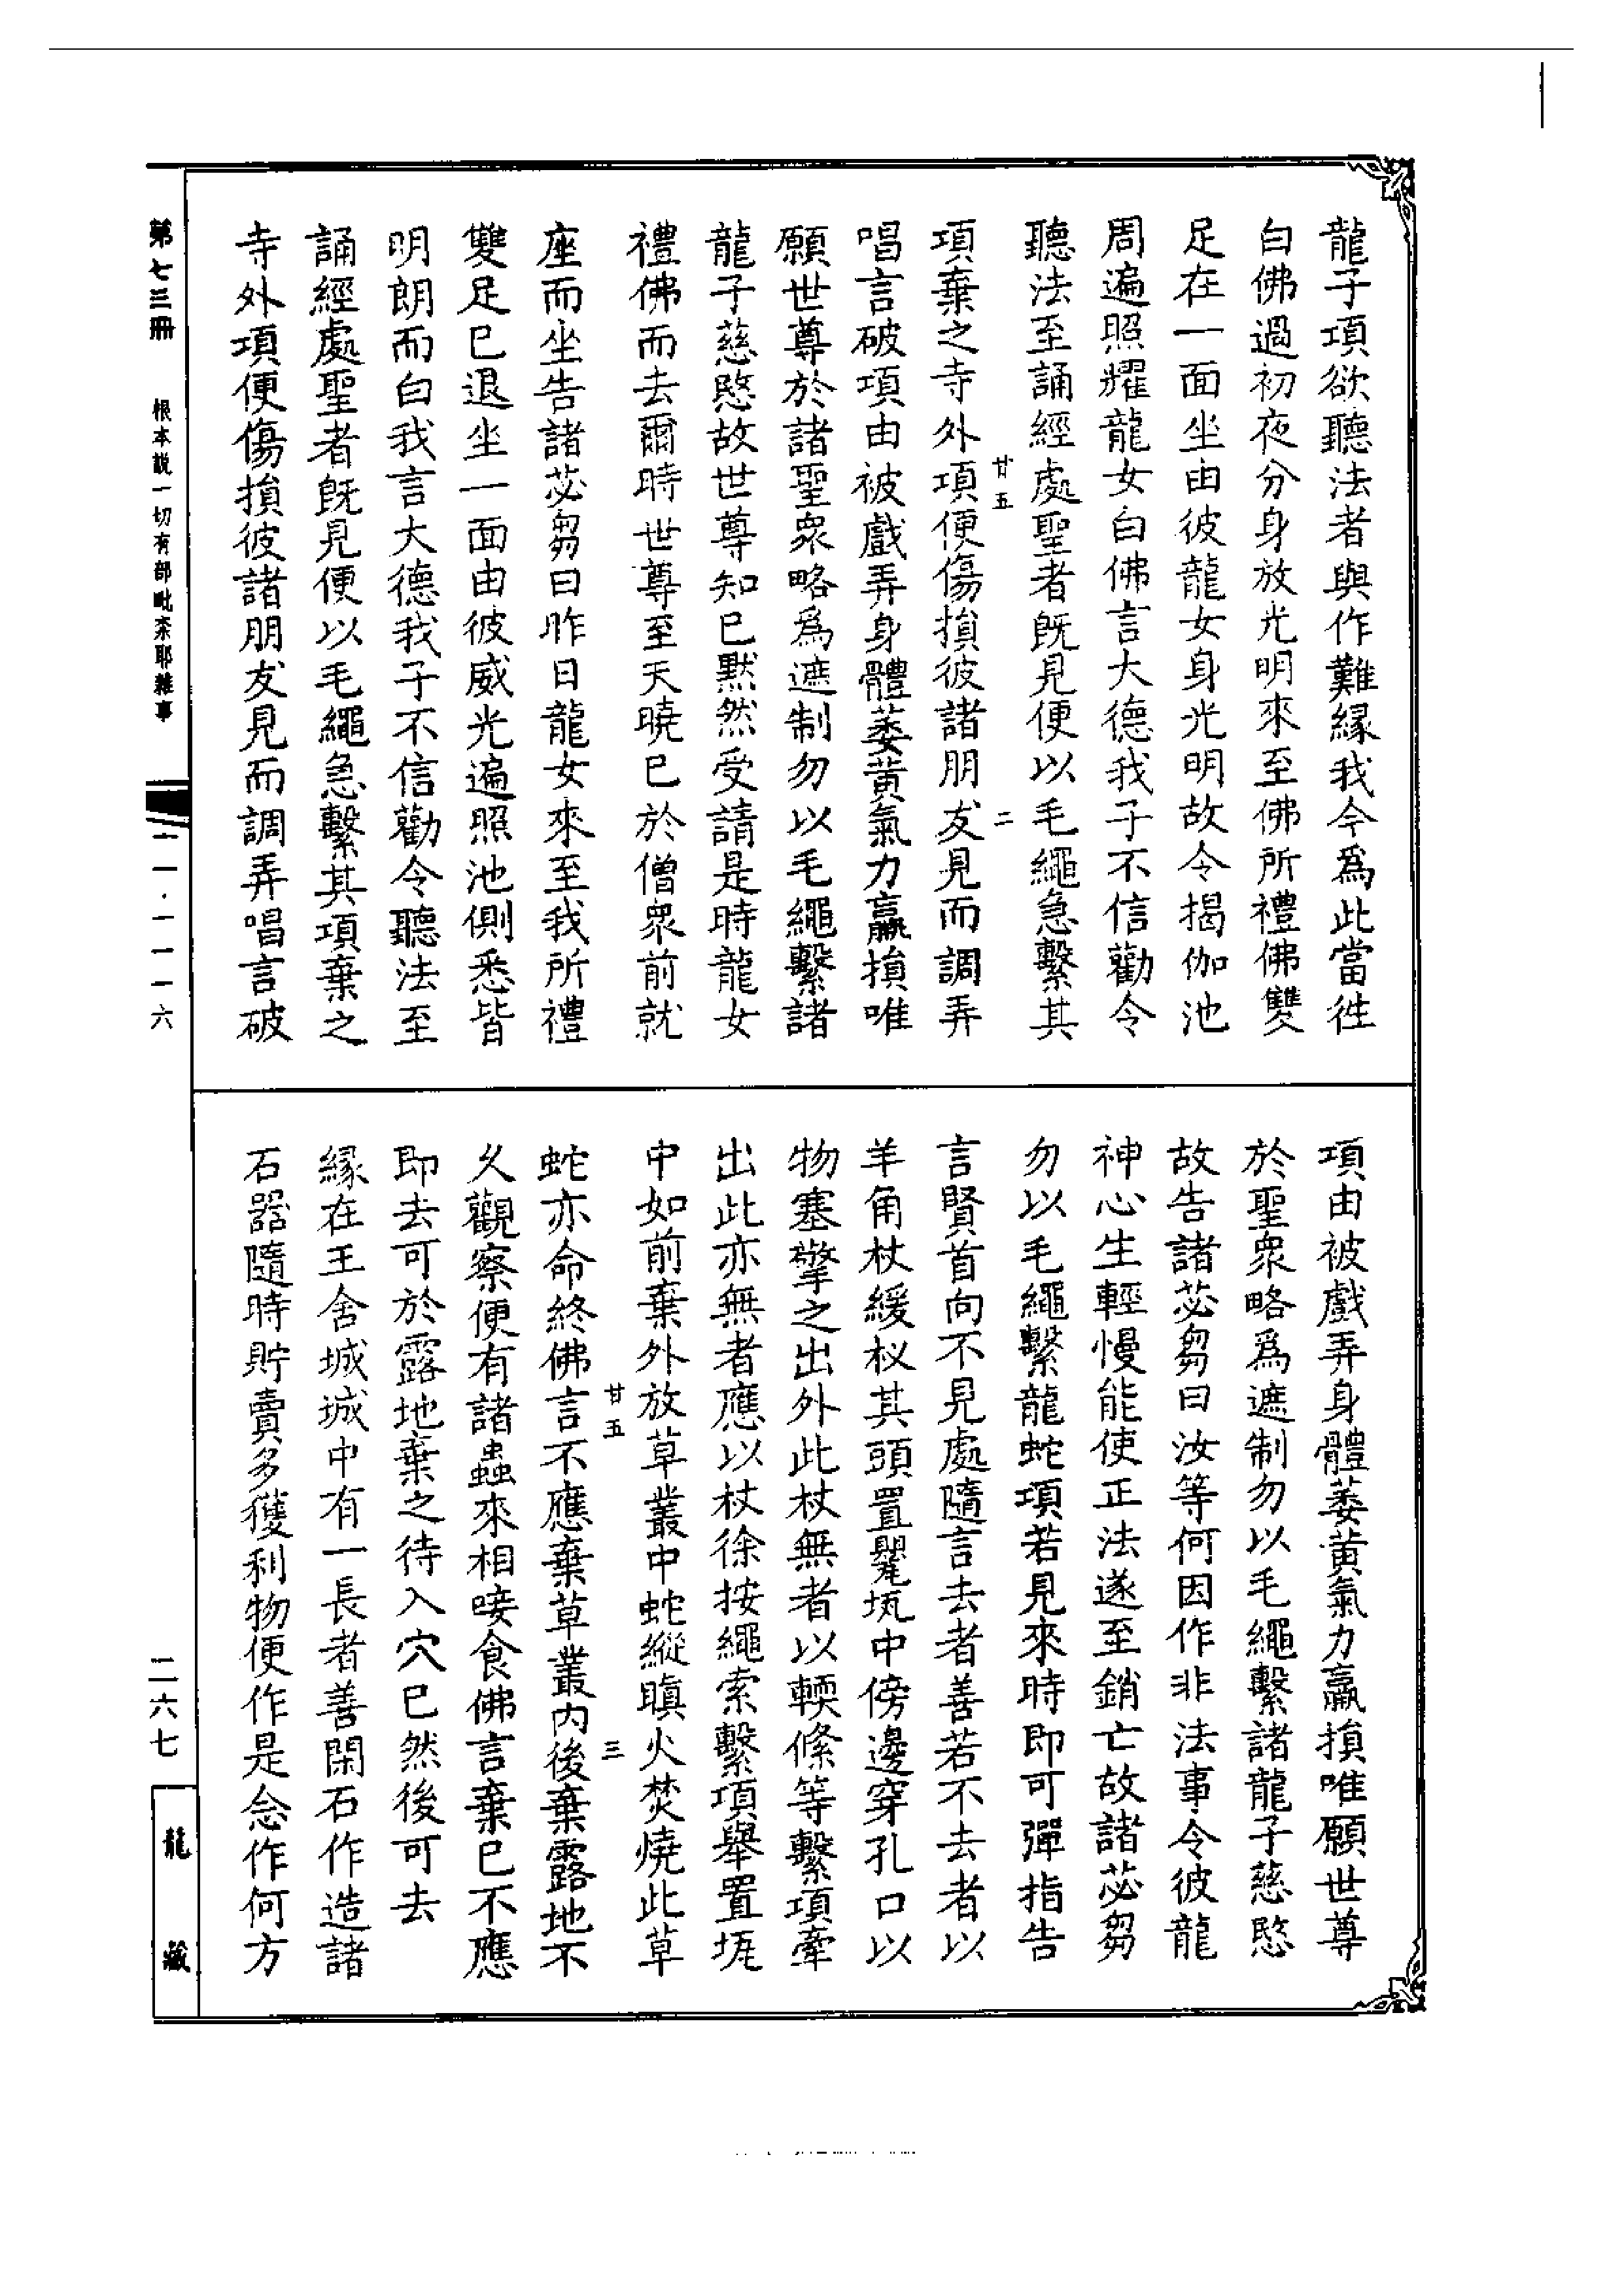 龍子項欲聽法者與作難緣我今爲此當徃
白佛過初夜分身放光明來至佛所禮佛雙
足在一面坐由彼龍女身光明故令揭伽池
周遍照耀龍女白佛言大德我子不信勸令
聽法至誦經處聖者既見便以毛繩急繫其
甘五 二
項棄之寺外項便傷損彼諸朋友見而調弄
唱言破項由被戲弄身體萎黃氣力羸損唯
願世尊於諸聖衆略爲遮制勿以毛繩繫諸
龍子慈愍故世尊知已默然受請是時龍女
禮佛而去爾時世尊至天曉已於僧衆前就
座而坐告諸苾芻曰昨日龍女來至我所禮
雙足已退坐一面由彼威光遍照池側悉皆
明朗而白我言大德我子不信勸令聽法至
誦經處聖者既見便以毛繩急繫其項棄之
寺外項便傷損彼諸朋友見而調弄唱言破
項由被戲弄身體萎黃氣力羸損唯願世尊
於聖衆略爲遮制勿以毛繩繫諸龍子慈愍
故告諸苾芻曰汝等何因作非法事令彼龍
神心生輕慢能使正法遂至銷亡故諸苾芻
勿以毛繩繫龍蛇項若見來時即可彈指告
言賢首向不見處隨言去者善若不去者以
羊角杖緩杈其頭置甖瓨中傍邊穿孔口以
物塞擎之出外此杖無者以輭絛等繫項牽
出此亦無者應以杖徐按繩索繫項舉置瓨
中如前棄外放草叢中蛇縱瞋火焚燒此草
甘五 三
蛇亦命終佛言不應棄草叢内後棄露地不
久觀察便有諸蟲來相唼食佛言棄已不應
即去可於露地棄之待入穴已然後可去
緣在王舍城城中有一長者善閑石作造諸
石器隨時貯賣多獲利物便作是念作何方
第七三冊 根本説一切有部毗柰耶雜事
一一·一一一六
二六七
龍藏